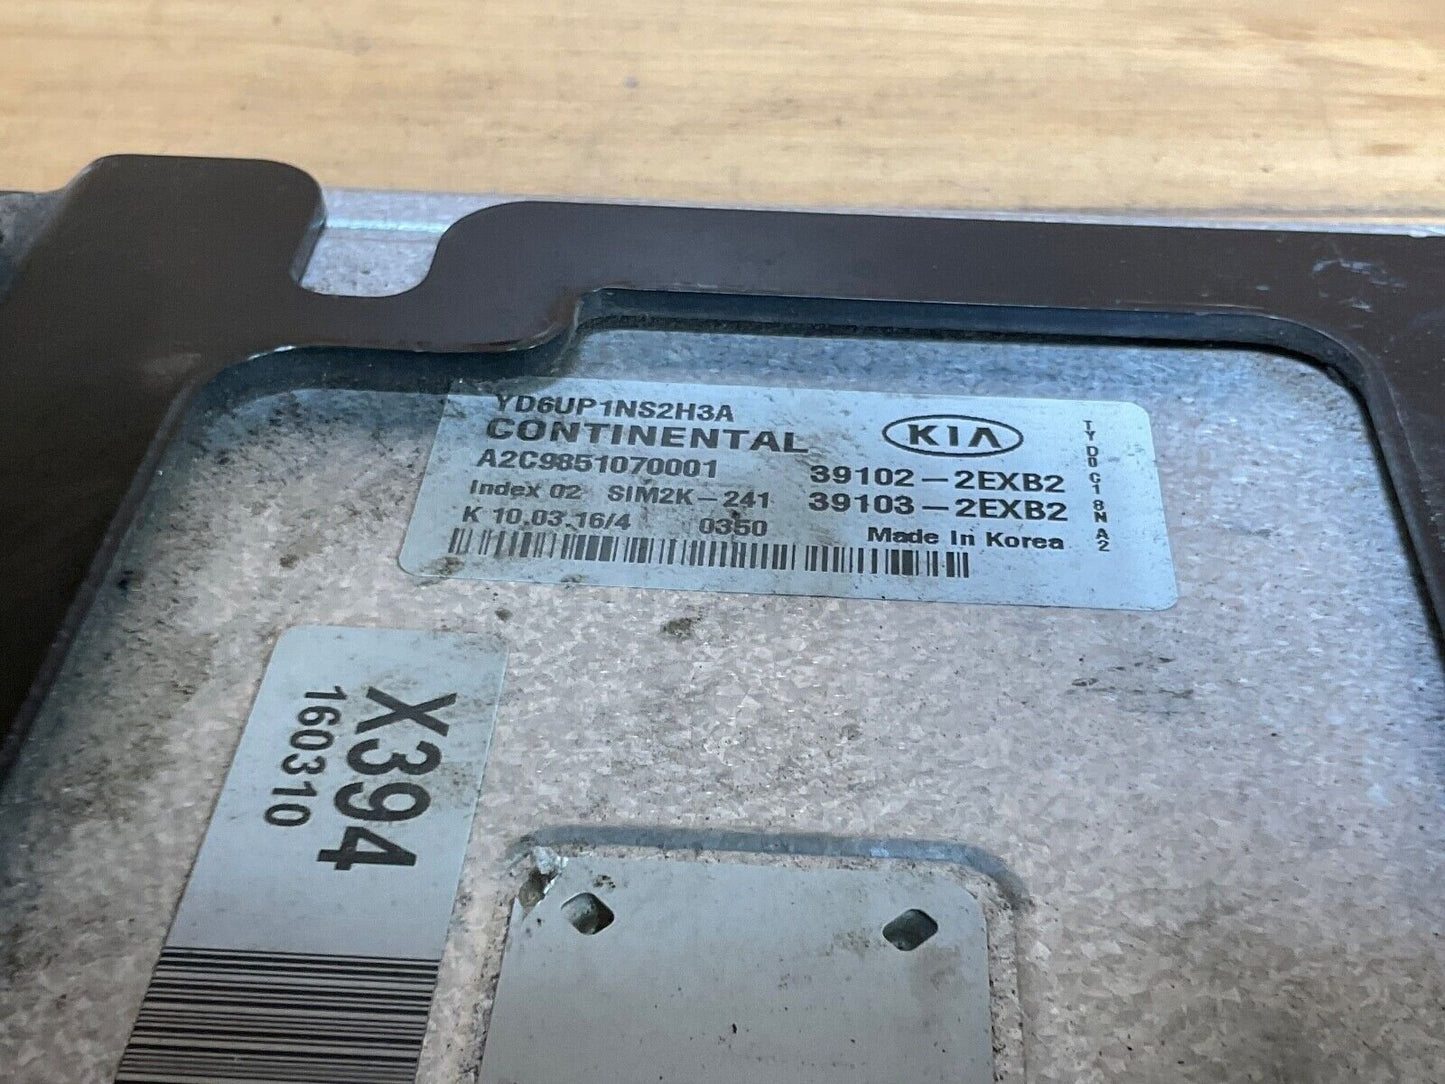 YD6UP1NS2H3A
CONTINENTAL
A2C9851070001
Index 02 SIM2K-241
K 10.03.16/4 0350
KIA
39102-2EXB2
39103-2EXB2
Made In Korea
TYD0C18NA2
X394
160310